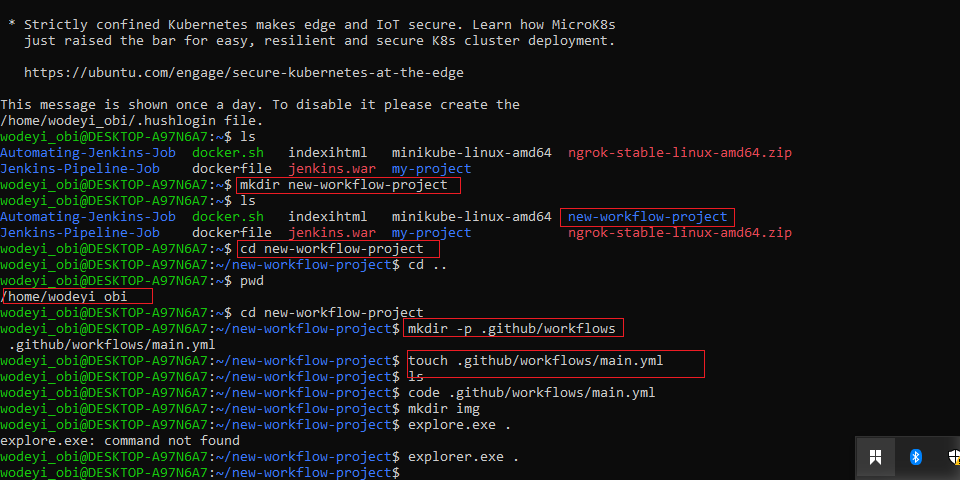 * Strictly confined Kubernetes makes edge and IoT secure. Learn how MicroK8s
just raised the bar for easy, resilient and secure K8s cluster deployment.
https://ubuntu.com/engage/secure-kubernetes-at-the-edge
This message is shown once a day. To disable it please create the
/home/wodeyi_obi/.hushlogin file.
wodeyi_obi@DESKTOP-A97N6A7:~$ ls
Automating-Jenkins-Job docker.sh indexihtml minikube-linux-amd64 ngrok-stable-linux-amd64.zip
Jenkins-Pipeline-Job dockerfile jenkins.war my-project
wodeyi_obi@DESKTOP-A97N6A7:~$ mkdir new-workflow-project
wodeyi_obi@DESKTOP-A97N6A7:~$ ls
Automating-Jenkins-Job docker.sh indexihtml minikube-linux-amd64 new-workflow-project
Jenkins-Pipeline-Job dockerfile jenkins.war my-project ngrok-stable-linux-amd64.zip
wodeyi_obi@DESKTOP-A97N6A7:~$ cd new-workflow-project
wodeyi_obi@DESKTOP-A97N6A7:~/new-workflow-project$ cd ..
wodeyi_obi@DESKTOP-A97N6A7:~$ pwd
/home/wodeyi_obi
wodeyi_obi@DESKTOP-A97N6A7:~$ cd new-workflow-project
wodeyi_obi@DESKTOP-A97N6A7:~/new-workflow-project$ mkdir -p .github/workflows
.github/workflows/main.yml
wodeyi_obi@DESKTOP-A97N6A7:~/new-workflow-project$ touch .github/workflows/main.yml
wodeyi_obi@DESKTOP-A97N6A7:~/new-workflow-project$ ls
wodeyi_obi@DESKTOP-A97N6A7:~/new-workflow-project$ code .github/workflows/main.yml
wodeyi_obi@DESKTOP-A97N6A7:~/new-workflow-project$ mkdir img
wodeyi_obi@DESKTOP-A97N6A7:~/new-workflow-project$ explore.exe .
explore.exe: command not found
wodeyi_obi@DESKTOP-A97N6A7:~/new-workflow-project$ explorer.exe .
wodeyi_obi@DESKTOP-A97N6A7:~/new-workflow-project$